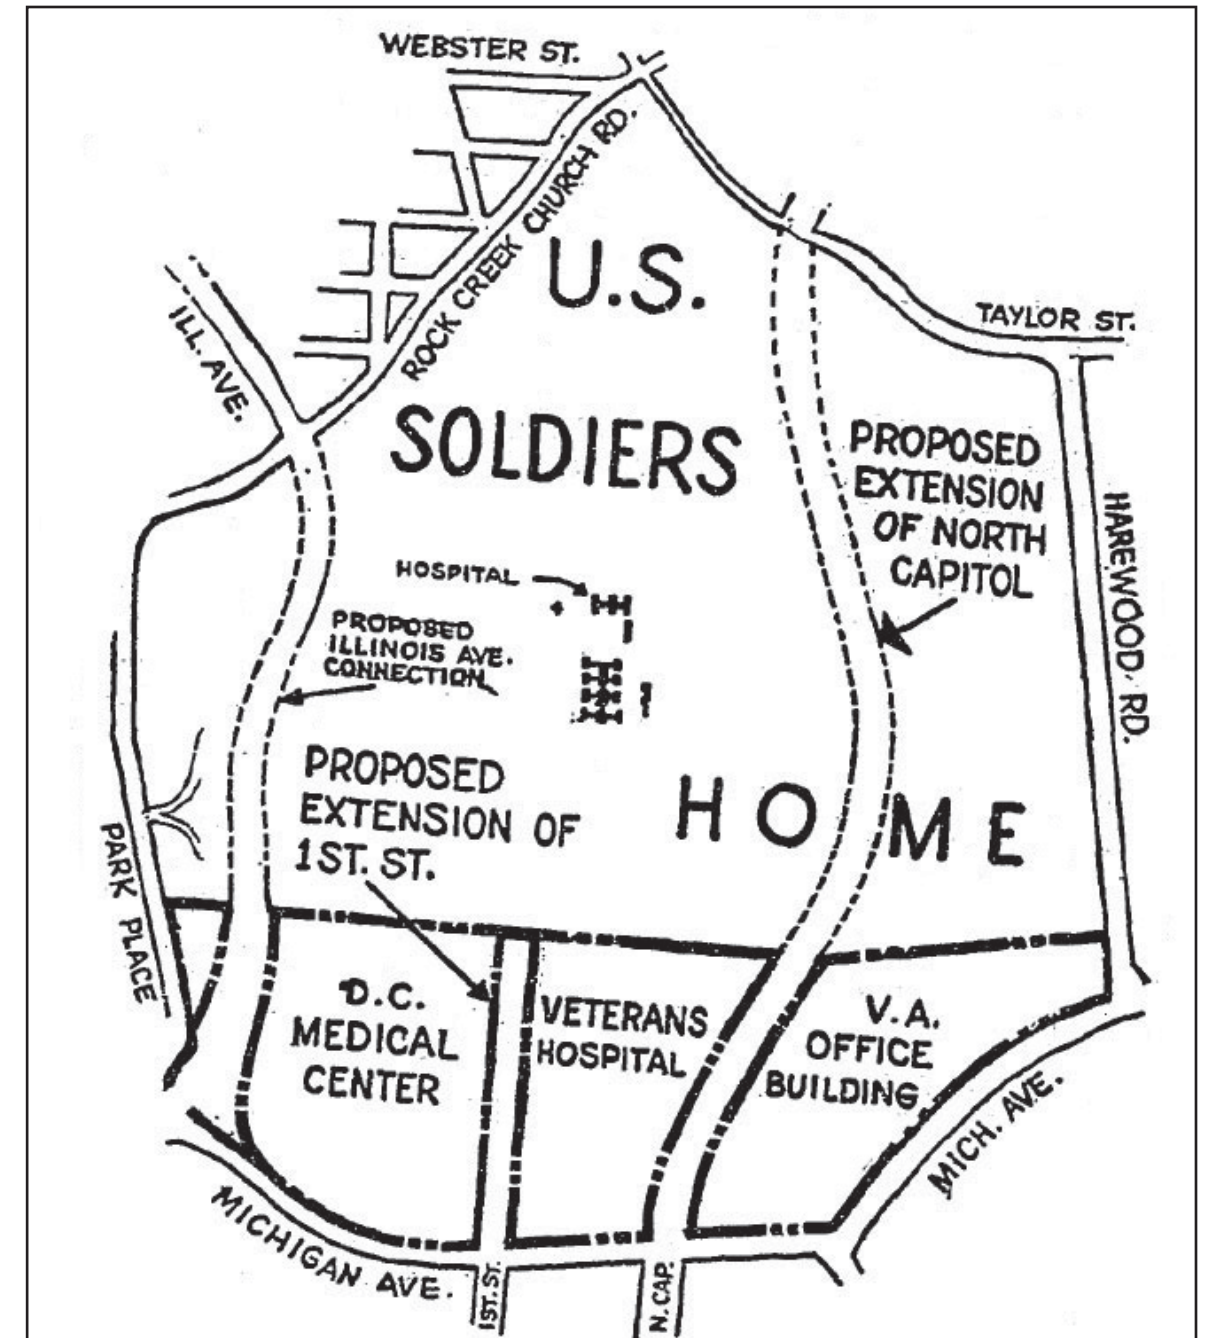 WEBSTER ST.
ROCK CREEK CHURCH RD.
U.S.
TAYLOR ST.
ILL. AVE.
SOLDIERS
PROPOSED
EXTENSION
OF NORTH
CAPITOL
HAREWOOD RD.
HOSPITAL
PROPOSED
ILLINOIS AVE.
CONNECTION
PROPOSED
EXTENSION OF
1ST. ST.
HOME
PARK PLACE
D.C.
MEDICAL
CENTER
VETERANS
HOSPITAL
V.A.
OFFICE
BUILDING
MICH. AVE.
MICHIGAN AVE.
1ST. ST.
N. CAP.